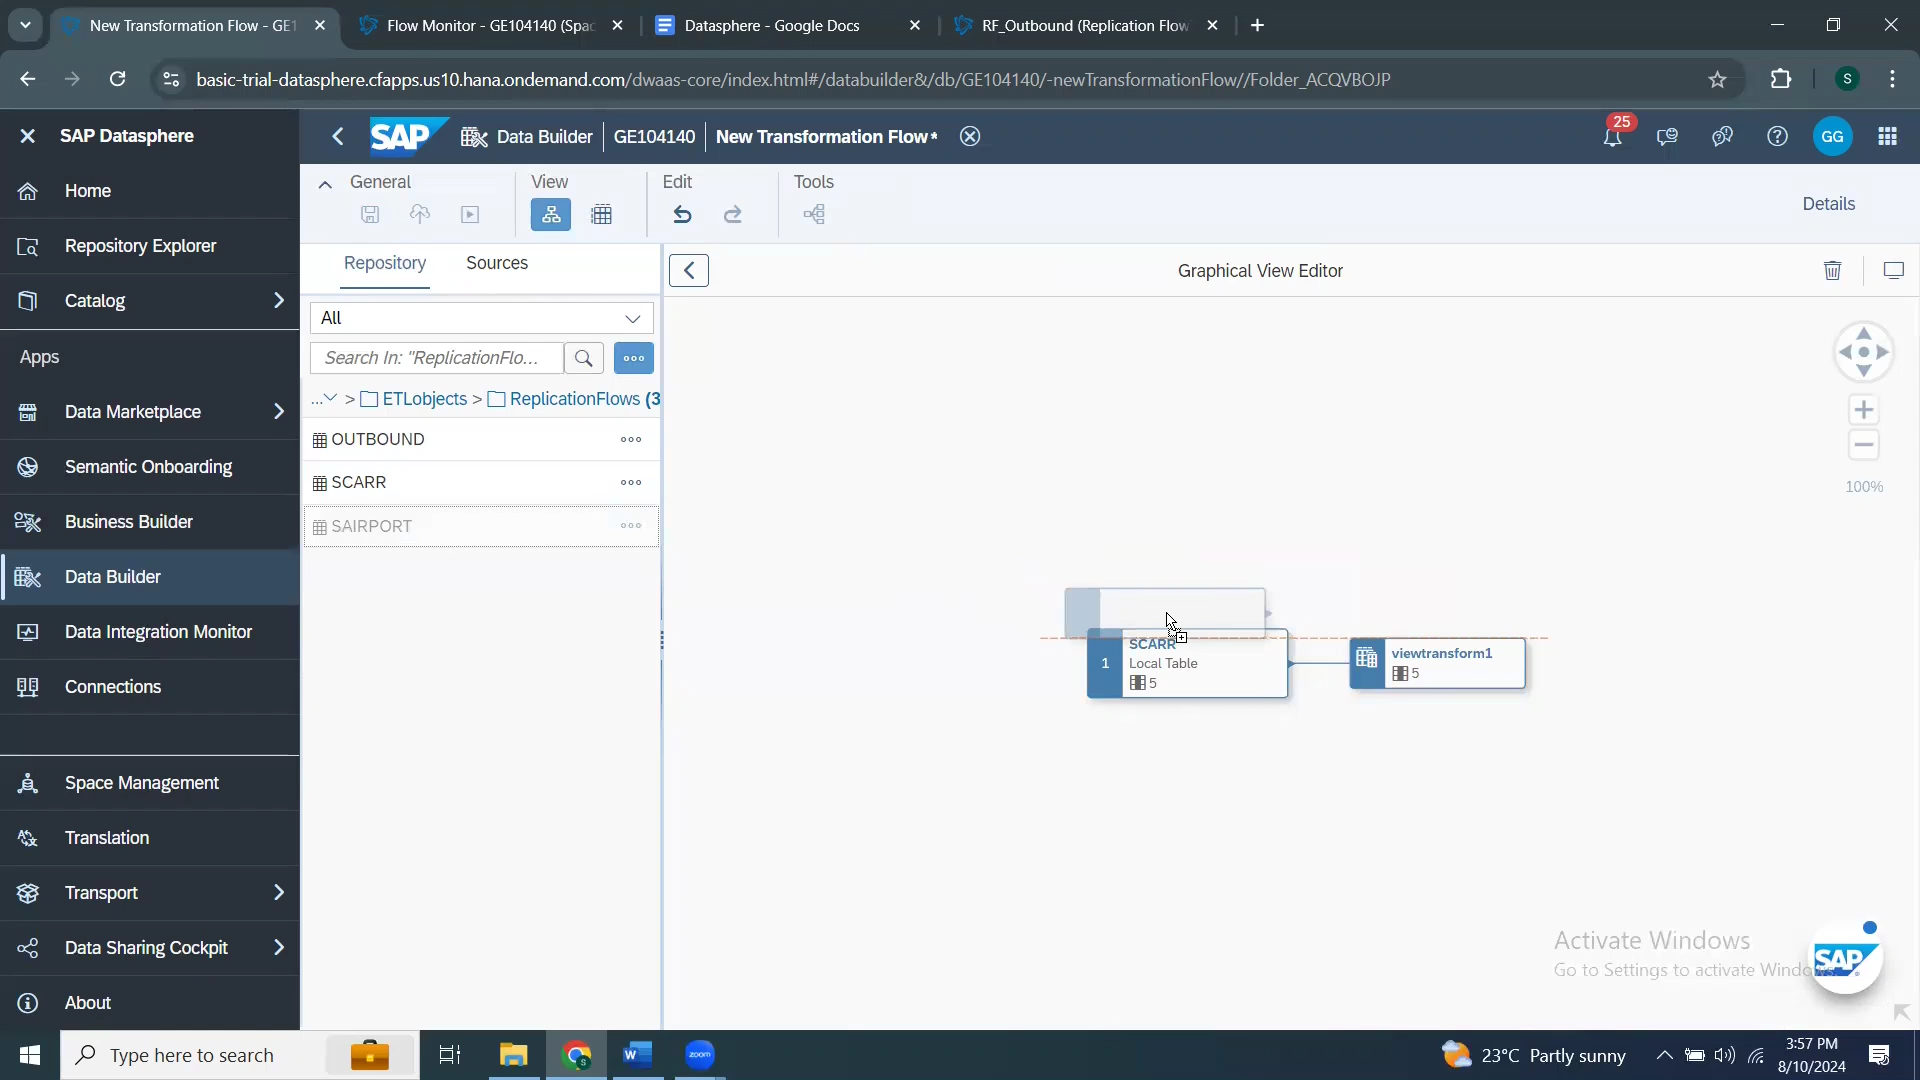 New Transformation Flow - GE1
Flow Monitor - GE104140 (Spac
Datasphere - Google Docs
RF_Outbound (Replication Flow
basic-trial-datasphere.cfapps.us10.hana.ondemand.com/dwaas-core/index.html#/databuilder&/db/GE104140/-newTransformationFlow//Folder_ACQVBOJP
S
SAP Datasphere
SAP
Data Builder
GE104140
New Transformation Flow*
25
GG
Home
Repository Explorer
Catalog
Apps
Data Marketplace
Semantic Onboarding
Business Builder
Data Builder
Data Integration Monitor
Connections
Space Management
Translation
Transport
Data Sharing Cockpit
About
General
View
Edit
Tools
Details
Repository
Sources
All
Search In: "ReplicationFlo...
... > ETLobjects > ReplicationFlows (3
OUTBOUND
SCARR
SAIRPORT
Graphical View Editor
100%
1
SCARR
Local Table
5
viewtransform1
5
Activate Windows
Go to Settings to activate Windows.
SAP
Type here to search
zoom
23°C Partly sunny
3:57 PM
8/10/2024